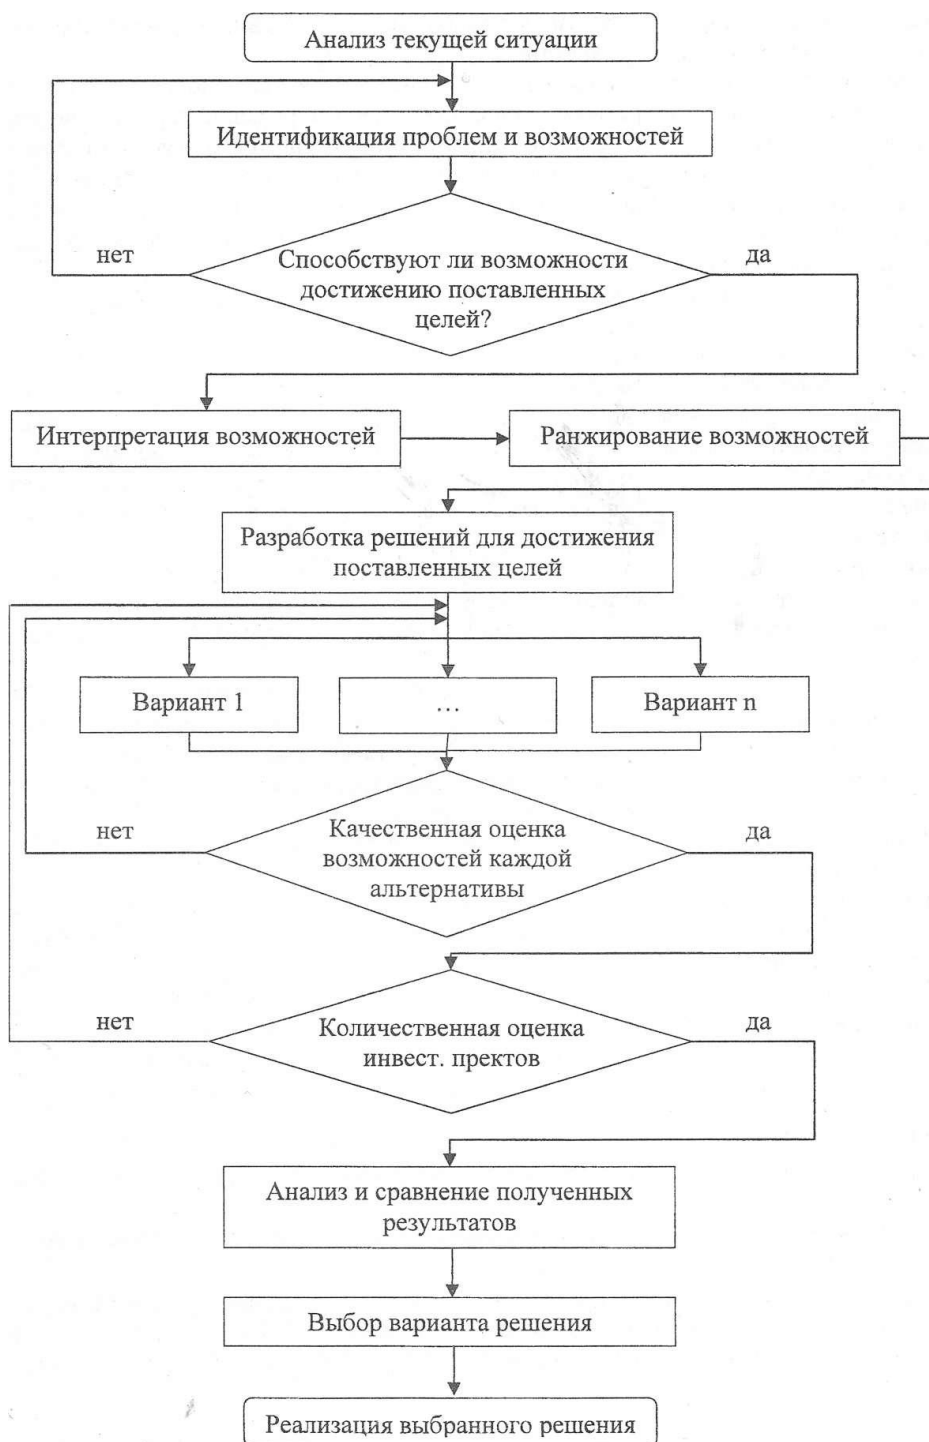 Анализ текущей ситуации
Идентификация проблем и возможностей
нет
да
Способствуют ли возможности
достижению поставленных
целей?
Интерпретация возможностей
Ранжирование возможностей
Разработка решений для достижения
поставленных целей
Вариант 1
...
Вариант n
нет
да
Качественная оценка
возможностей каждой
альтернативы
нет
да
Количественная оценка
инвест. пректов
Анализ и сравнение полученных
результатов
Выбор варианта решения
Реализация выбранного решения